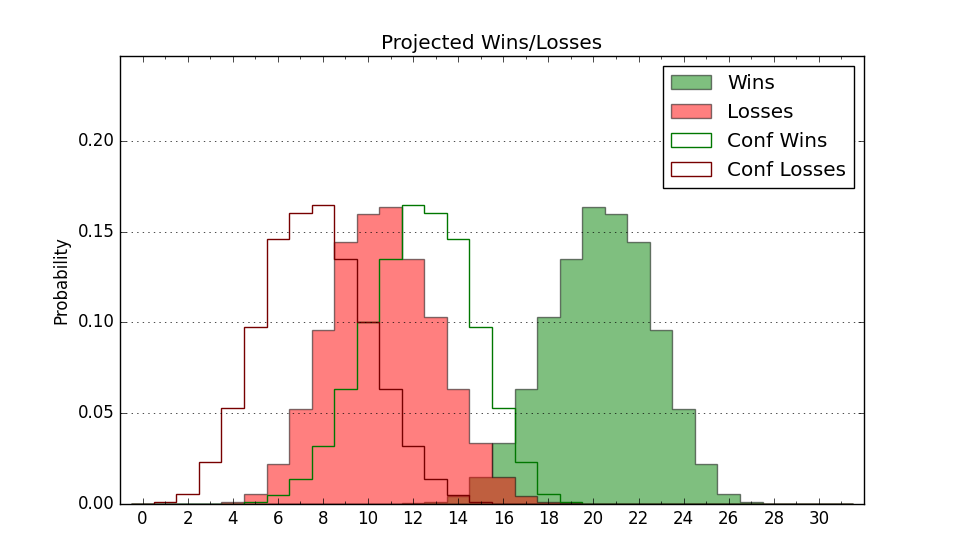 Projected Wins/Losses
Wins
Losses
Conf Wins
Conf Losses
Probability
0.20
0.15
0.10
0.05
0.00
0 2 4 6 8 10 12 14 16 18 20 22 24 26 28 30